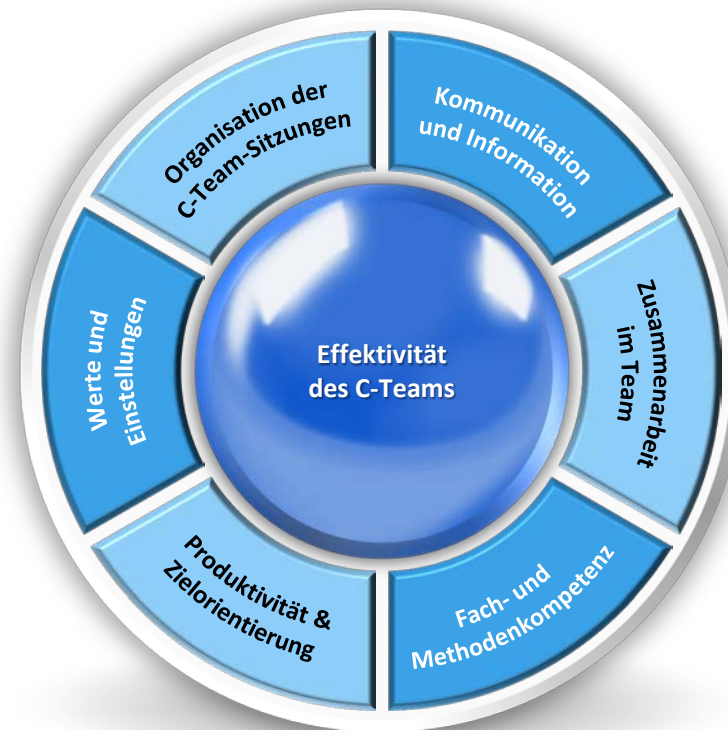 Organisation der
C-Team-Sitzungen
Kommunikation
und Information
Zusammenarbeit
im Team
Fach- und
Methodenkompetenz
Produktivität &
Zielorientierung
Werte und
Einstellungen
Effektivität
des C-Teams